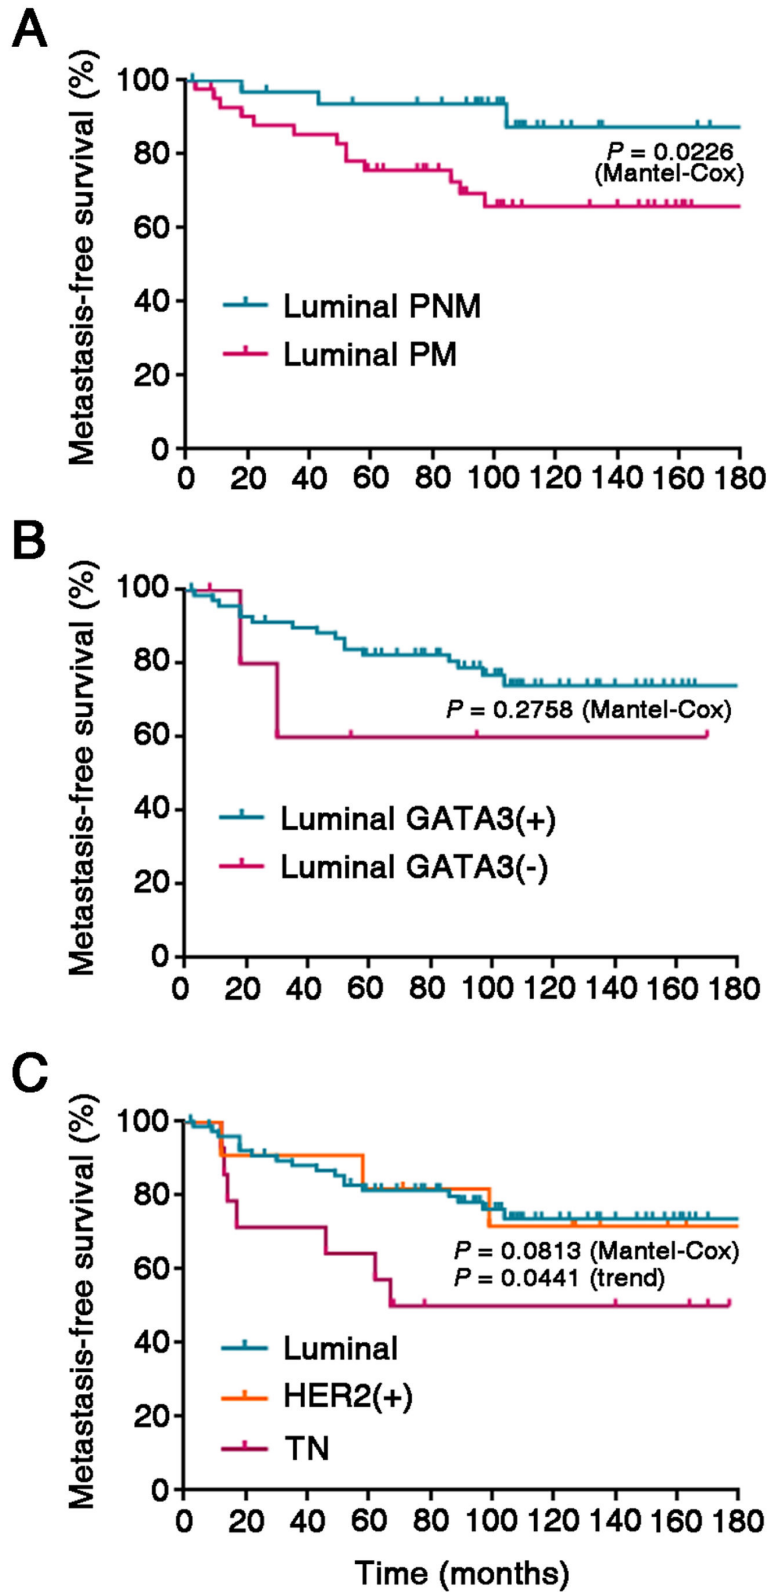 A
Metastasis-free survival (%)
100
80
60
40
20
0
P = 0.0226
(Mantel-Cox)
Luminal PNM
Luminal PM
0 20 40 60 80 100 120 140 160 180
B
Metastasis-free survival (%)
100
80
60
40
20
0
P = 0.2758 (Mantel-Cox)
Luminal GATA3(+)
Luminal GATA3(-)
0 20 40 60 80 100 120 140 160 180
C
Metastasis-free survival (%)
100
80
60
40
20
0
P = 0.0813 (Mantel-Cox)
P = 0.0441 (trend)
Luminal
HER2(+)
TN
0 20 40 60 80 100 120 140 160 180
Time (months)